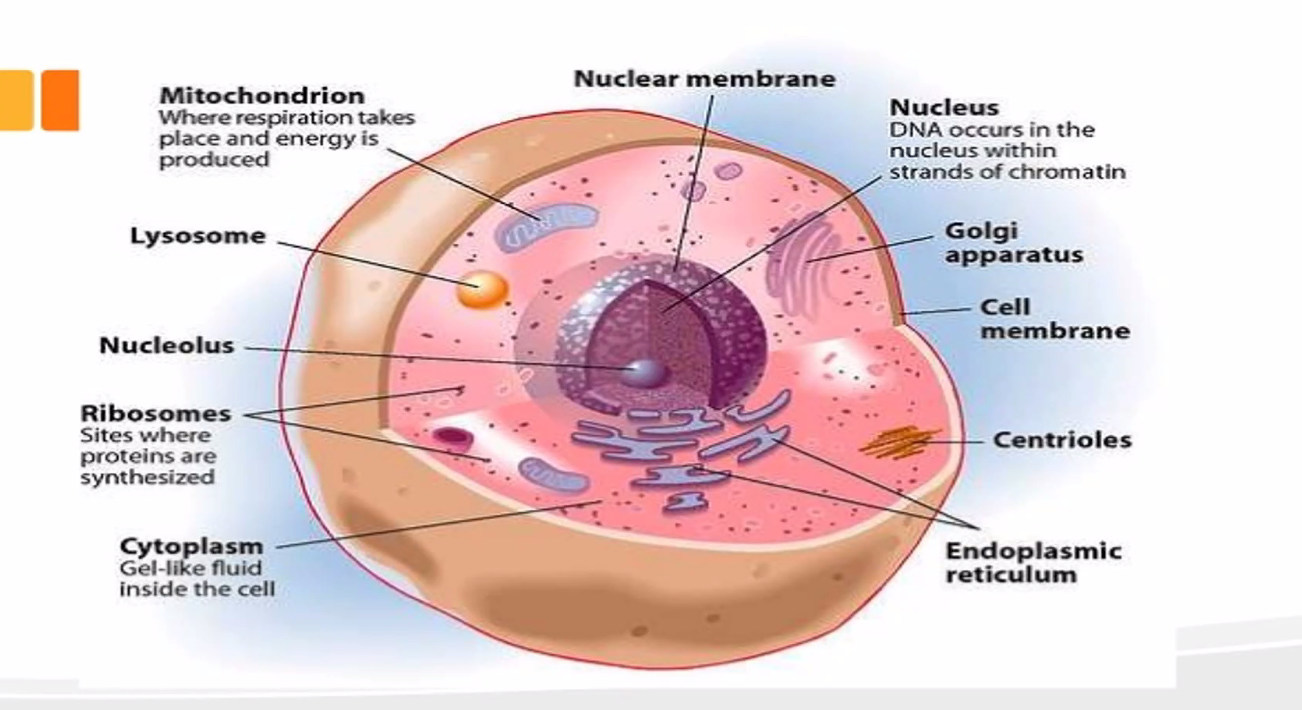 Nuclear membrane
Mitochondrion
Where respiration takes
place and energy is
produced
Nucleus
DNA occurs in the
nucleus within
strands of chromatin
Lysosome
Golgi
apparatus
Cell
membrane
Nucleolus
Ribosomes
Sites where
proteins are
synthesized
Centrioles
Cytoplasm
Gel-like fluid
inside the cell
Endoplasmic
reticulum